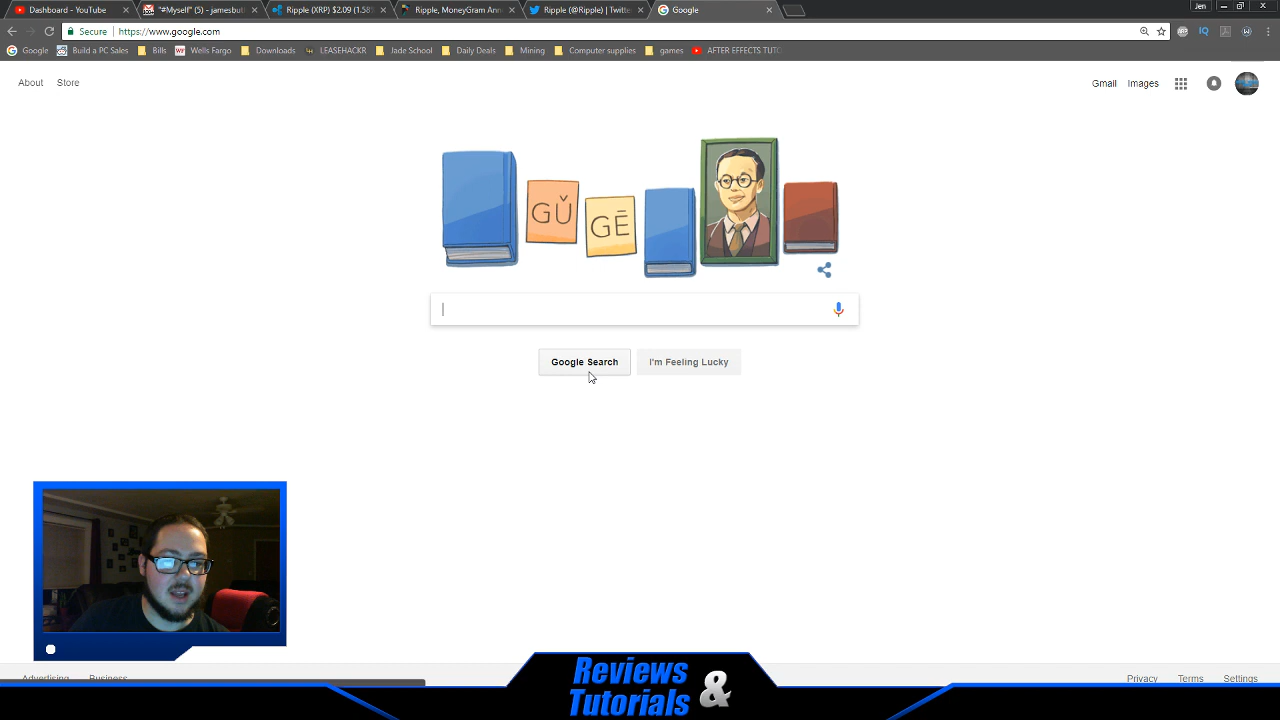 Dashboard - YouTube
"#Myself" (5) - jamesbut
Ripple (XRP) $2.09 (1.58%
Ripple, MoneyGram Ann
Ripple (@Ripple) | Twitte
Google
Jen
Secure
https://www.google.com
Google
Build a PC Sales
Bills
Wells Fargo
Downloads
LEASEHACKR
Jade School
Daily Deals
Mining
Computer supplies
games
AFTER EFFECTS TUTO
About
Store
Gmail
Images
GǓ
GĒ
Google Search
I'm Feeling Lucky
Advertising
Business
Privacy
Terms
Settings
Reviews
&
Tutorials